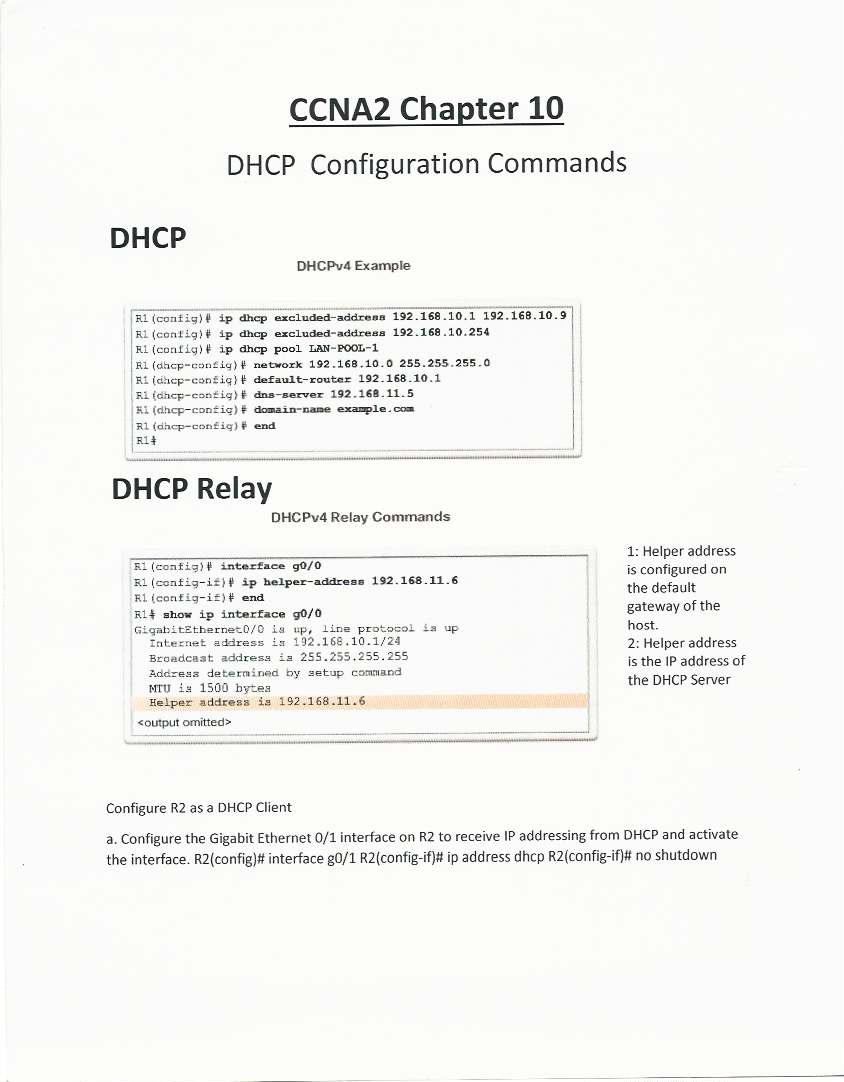 CCNA2 Chapter 10
DHCP Configuration Commands
DHCP
DHCPv4 Example
R1(config)# ip dhcp excluded-address 192.168.10.1 192.168.10.9
R1(config)# ip dhcp excluded-address 192.168.10.254
R1(config)# ip dhcp pool LAN-POOL-1
R1(dhcp-config)# network 192.168.10.0 255.255.255.0
R1(dhcp-config)# default-router 192.168.10.1
R1(dhcp-config)# dns-server 192.168.11.5
R1(dhcp-config)# domain-name example.com
R1(dhcp-config)# end
R1#
DHCP Relay
DHCPv4 Relay Commands
R1(config)# interface g0/0
R1(config-if)# ip helper-address 192.168.11.6
R1(config-if)# end
R1# show ip interface g0/0
GigabitEthernet0/0 is up, line protocol is up
Internet address is 192.168.10.1/24
Broadcast address is 255.255.255.255
Address determined by setup command
MTU is 1500 bytes
Helper address is 192.168.11.6
<output omitted>
1: Helper address
is configured on
the default
gateway of the
host.
2: Helper address
is the IP address of
the DHCP Server
Configure R2 as a DHCP Client
a. Configure the Gigabit Ethernet 0/1 interface on R2 to receive IP addressing from DHCP and activate
the interface. R2(config)# interface g0/1 R2(config-if)# ip address dhcp R2(config-if)# no shutdown